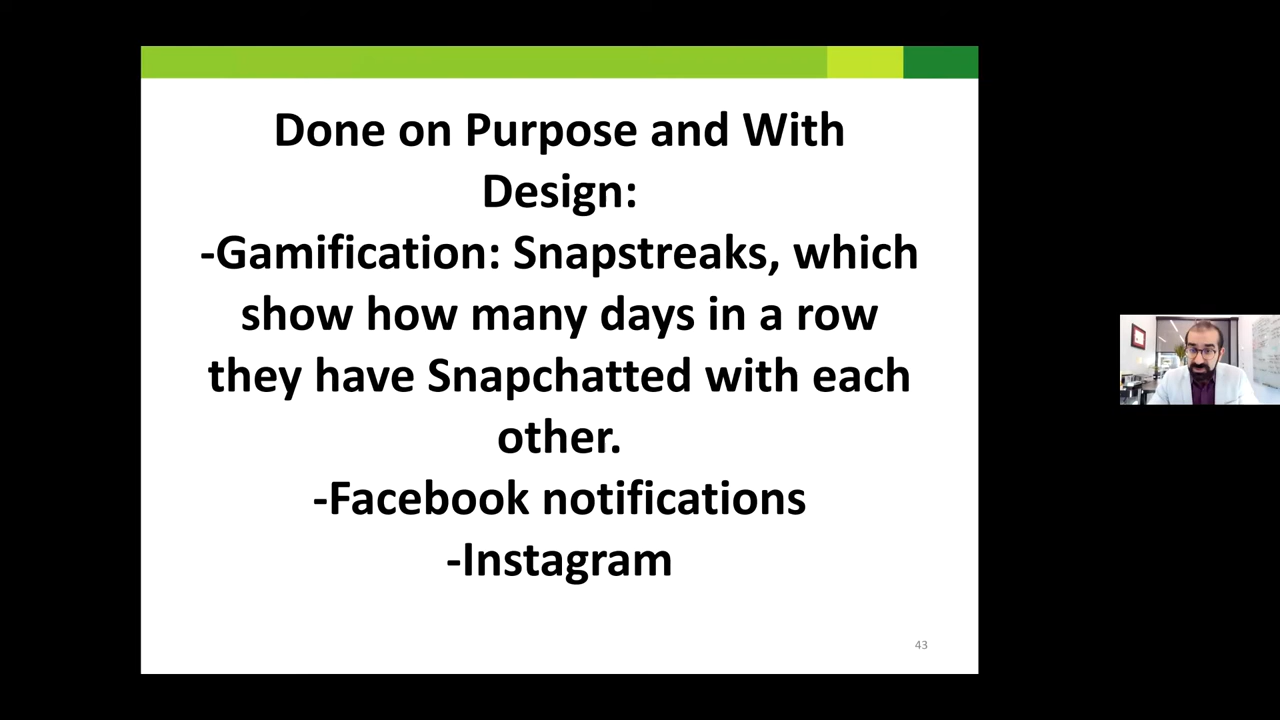 Done on Purpose and With
Design:
-Gamification: Snapstreaks, which
show how many days in a row
they have Snapchatted with each
other.
-Facebook notifications
-Instagram
43